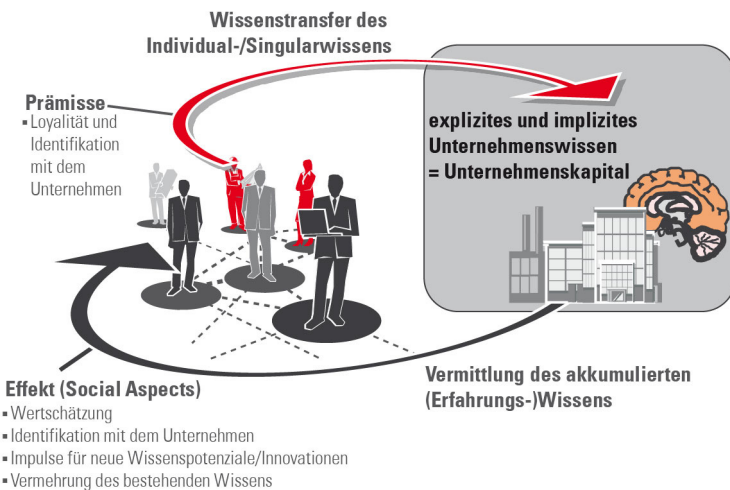 Wissenstransfer des
Individual-/Singularwissens
Prämisse
▪ Loyalität und
Identifikation
mit dem
Unternehmen
explizites und implizites
Unternehmenswissen
= Unternehmenskapital
Effekt (Social Aspects)
▪ Wertschätzung
▪ Identifikation mit dem Unternehmen
▪ Impulse für neue Wissenspotenziale/Innovationen
▪ Vermehrung des bestehenden Wissens
Vermittlung des akkumulierten
(Erfahrungs-)Wissens